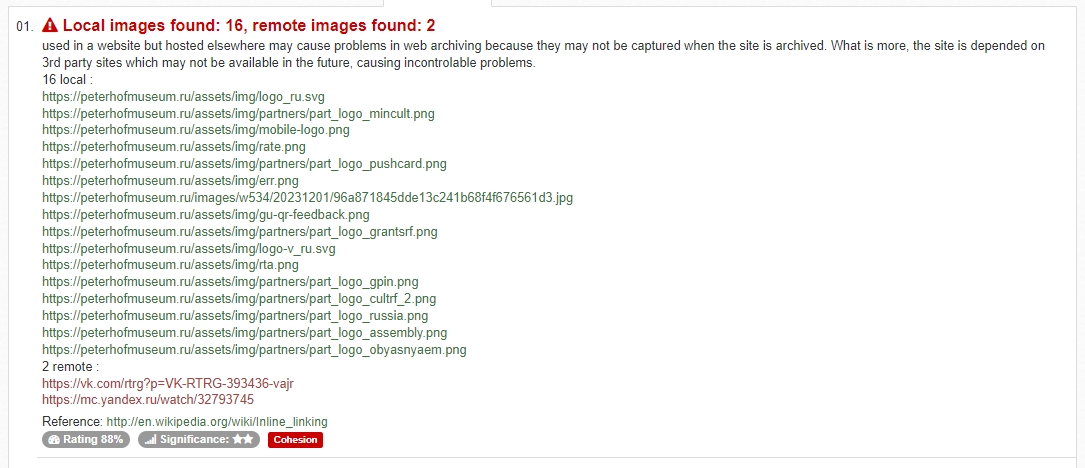 01. Local images found: 16, remote images found: 2
used in a website but hosted elsewhere may cause problems in web archiving because they may not be captured when the site is archived. What is more, the site is depended on
3rd party sites which may not be available in the future, causing incontrolable problems.
16 local :
https://peterhofmuseum.ru/assets/img/logo_ru.svg
https://peterhofmuseum.ru/assets/img/partners/part_logo_mincult.png
https://peterhofmuseum.ru/assets/img/mobile-logo.png
https://peterhofmuseum.ru/assets/img/rate.png
https://peterhofmuseum.ru/assets/img/partners/part_logo_pushcard.png
https://peterhofmuseum.ru/assets/img/err.png
https://peterhofmuseum.ru/images/w534/20231201/96a871845dde13c241b68f4f676561d3.jpg
https://peterhofmuseum.ru/assets/img/gu-qr-feedback.png
https://peterhofmuseum.ru/assets/img/partners/part_logo_grantsrf.png
https://peterhofmuseum.ru/assets/img/logo-v_ru.svg
https://peterhofmuseum.ru/assets/img/rta.png
https://peterhofmuseum.ru/assets/img/partners/part_logo_gpin.png
https://peterhofmuseum.ru/assets/img/partners/part_logo_cultrf_2.png
https://peterhofmuseum.ru/assets/img/partners/part_logo_russia.png
https://peterhofmuseum.ru/assets/img/partners/part_logo_assembly.png
https://peterhofmuseum.ru/assets/img/partners/part_logo_obyasnyaem.png
2 remote :
https://vk.com/rtrg?p=VK-RTRG-393436-vajr
https://mc.yandex.ru/watch/32793745
Reference: http://en.wikipedia.org/wiki/Inline_linking
Rating 88% Significance: Cohesion